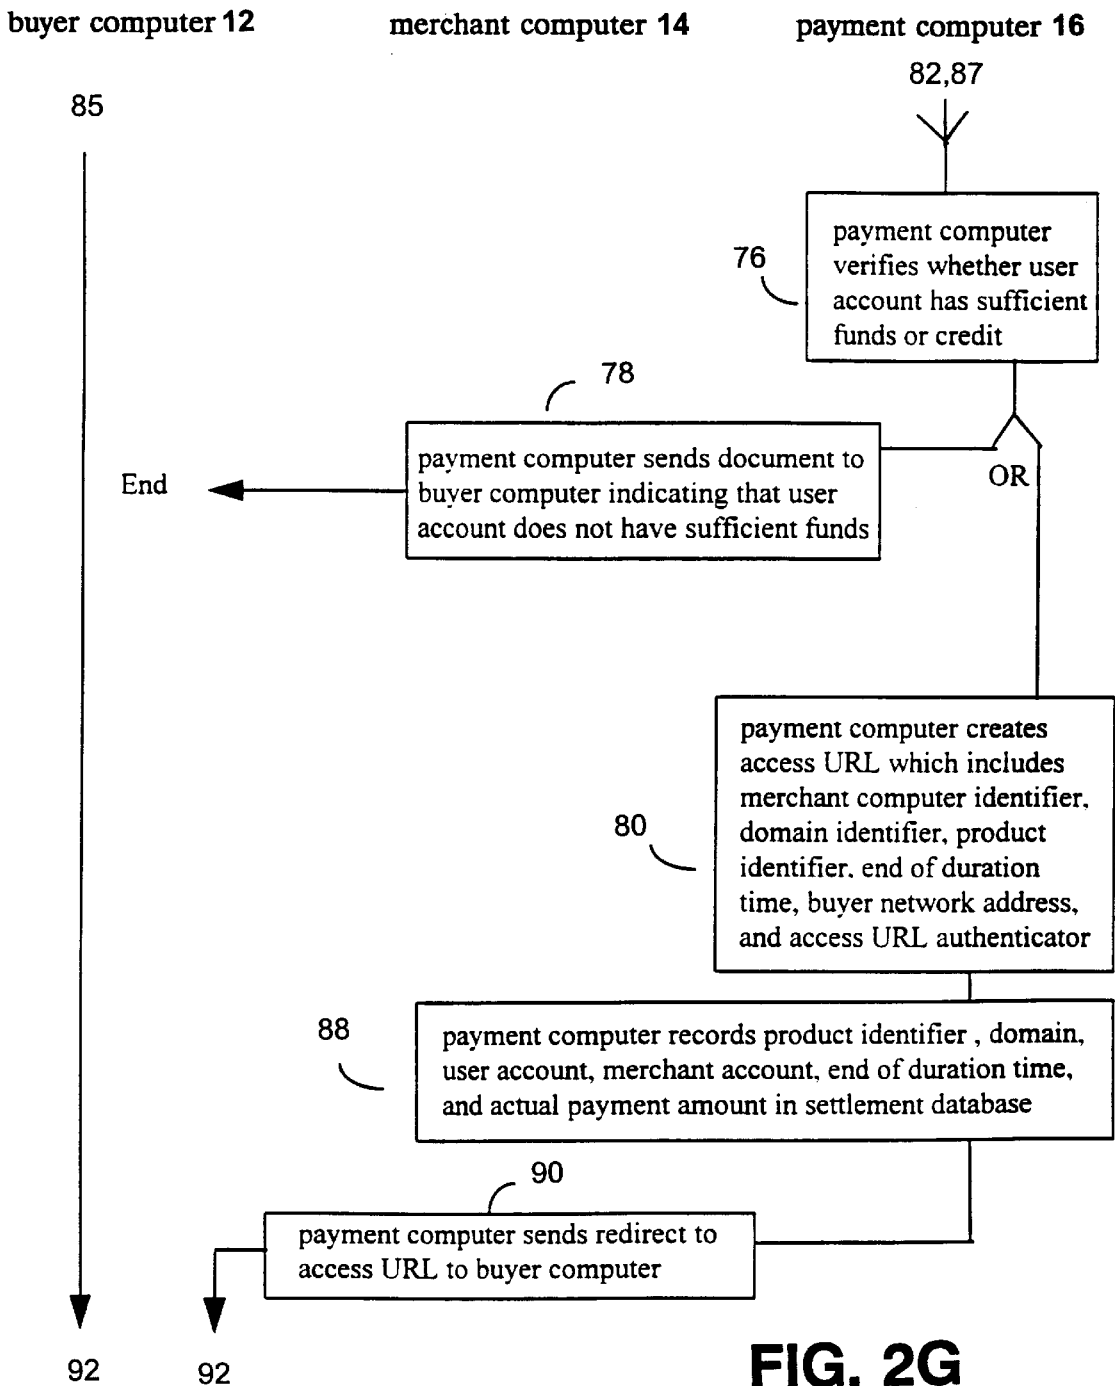 buyer computer 12 merchant computer 14 payment computer 16
82,87
85
payment computer
verifies whether user
account has sufficient
funds or credit
76
78
payment computer sends document to
buyer computer indicating that user
account does not have sufficient funds
End
OR
payment computer creates
access URL which includes
merchant computer identifier,
domain identifier, product
identifier, end of duration
time, buyer network address,
and access URL authenticator
80
88
payment computer records product identifier , domain,
user account, merchant account, end of duration time,
and actual payment amount in settlement database
90
payment computer sends redirect to
access URL to buyer computer
92 92
FIG. 2G